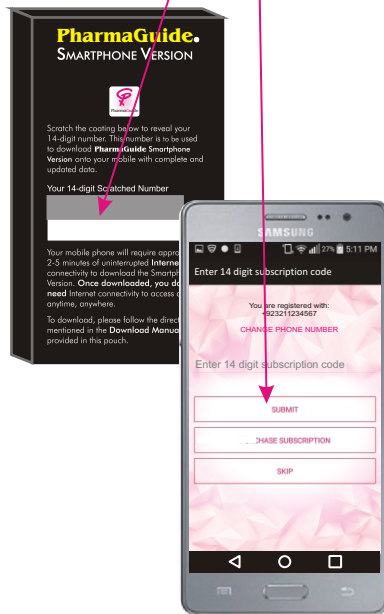 PharmaGuide.
SMARTPHONE VERSION
PharmaGuide
Scratch the coating below to reveal your
14-digit number. This number is to be used
to download PharmaGuide Smartphone
Version onto your mobile with complete and
updated data.
Your 14-digit Scratched Number
Your mobile phone will require appro
2-5 minutes of uninterrupted Interne
connectivity to download the Smartph
Version. Once downloaded, you do
need Internet connectivity to access
anytime, anywhere.
To download, please follow the direct
mentioned in the Download Manua
provided in this pouch.
SAMSUNG
27% 5:11 PM
Enter 14 digit subscription code
You are registered with:
+923211234567
CHANGE PHONE NUMBER
Enter 14 digit subscription code
SUBMIT
CHASE SUBSCRIPTION
SKIP